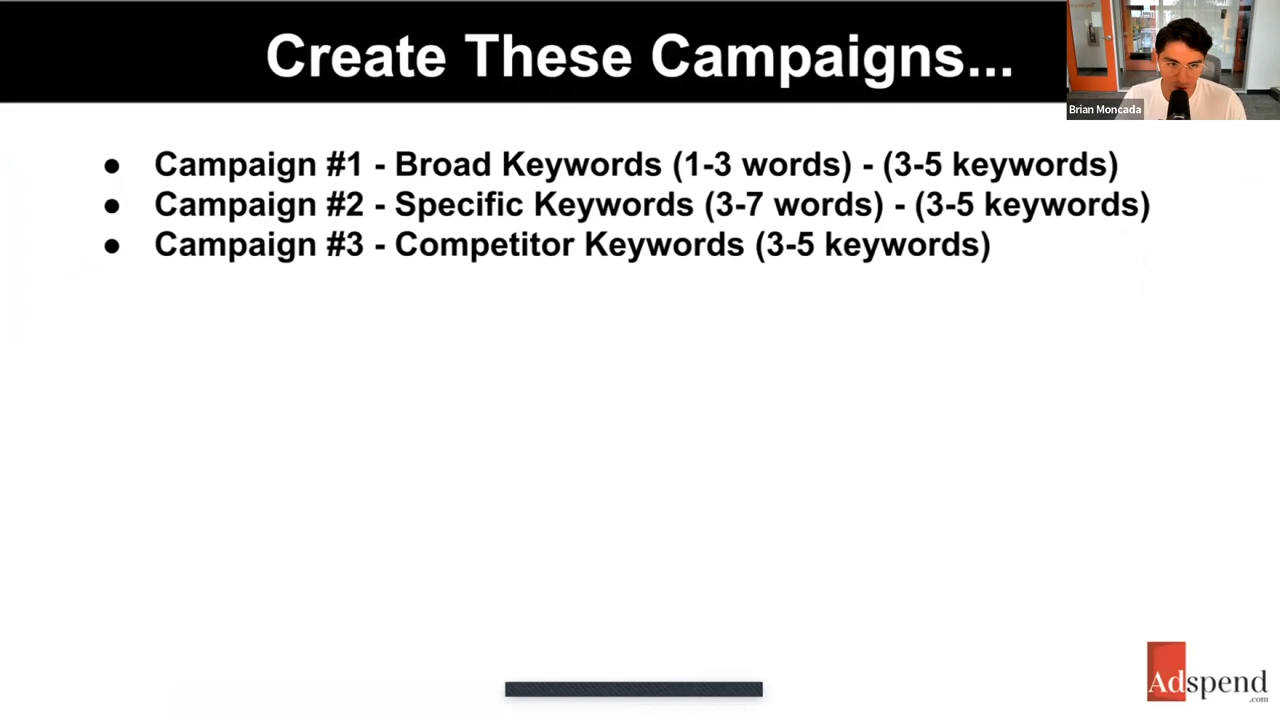 Create These Campaigns...
Brian Moncada
● Campaign #1 - Broad Keywords (1-3 words) - (3-5 keywords)
● Campaign #2 - Specific Keywords (3-7 words) - (3-5 keywords)
● Campaign #3 - Competitor Keywords (3-5 keywords)
Adspend
.com